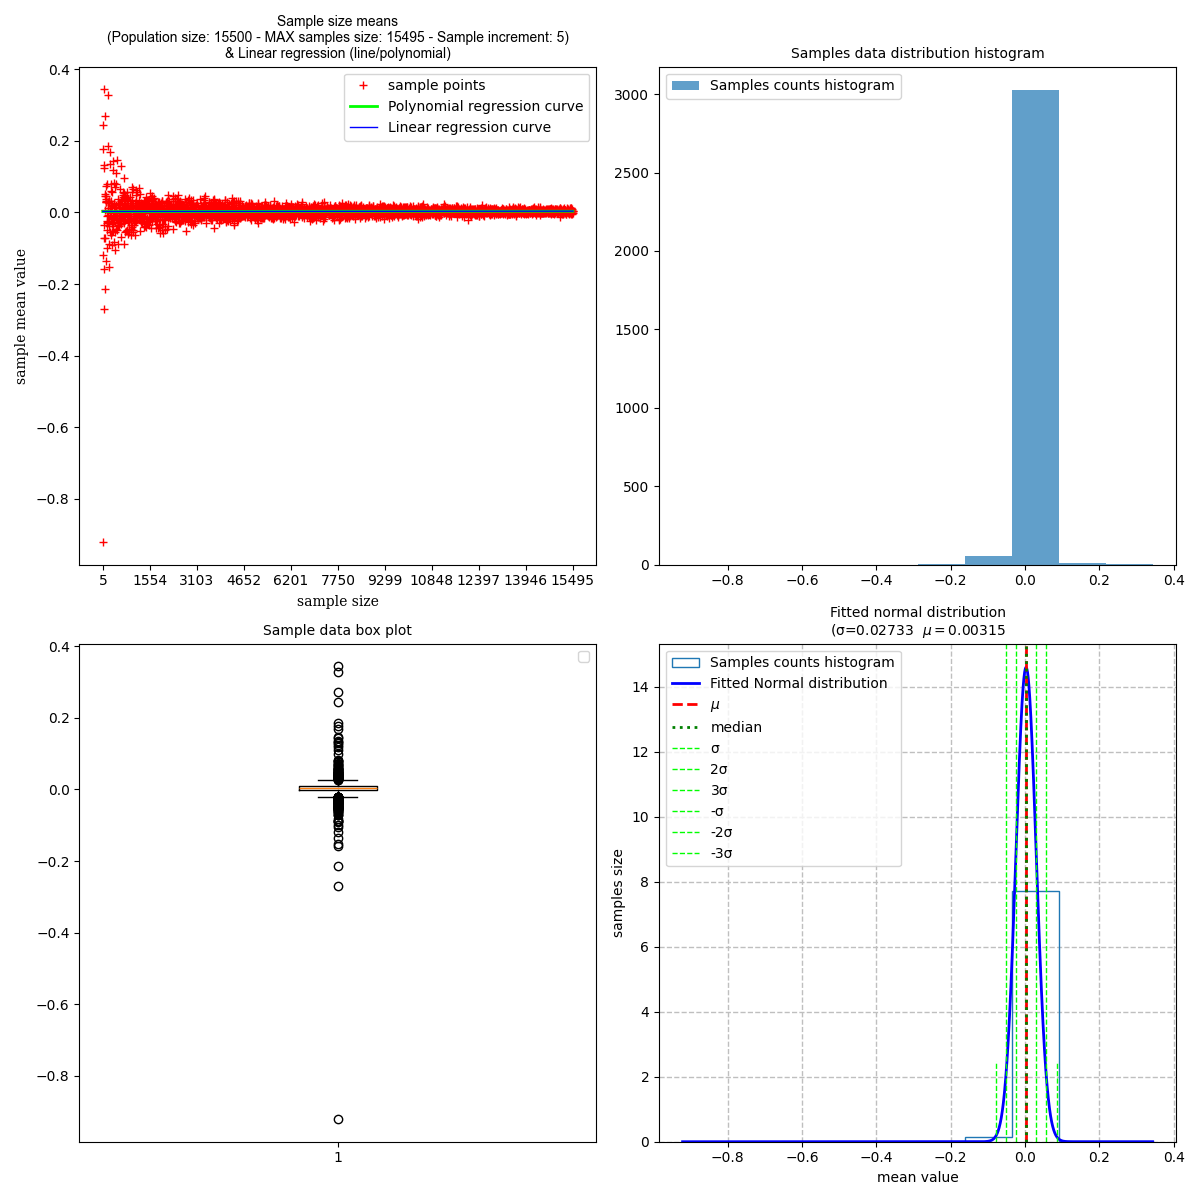 Sample size means
(Population size: 15500 - MAX samples size: 15495 - Sample increment: 5)
& Linear regression (line/polynomial)
sample points
Polynomial regression curve
Linear regression curve
0.4
0.2
0.0
−0.2
−0.4
−0.6
−0.8
sample mean value
5 1554 3103 4652 6201 7750 9299 10848 12397 13946 15495
sample size
Samples data distribution histogram
Samples counts histogram
3000
2500
2000
1500
1000
500
0
−0.8 −0.6 −0.4 −0.2 0.0 0.2 0.4
Sample data box plot
0.4
0.2
0.0
−0.2
−0.4
−0.6
−0.8
1
Fitted normal distribution
(σ=0.02733 μ = 0.00315
Samples counts histogram
Fitted Normal distribution
μ
median
σ
2σ
3σ
-σ
-2σ
-3σ
14
12
10
8
6
4
2
0
samples size
−0.8 −0.6 −0.4 −0.2 0.0 0.2 0.4
mean value